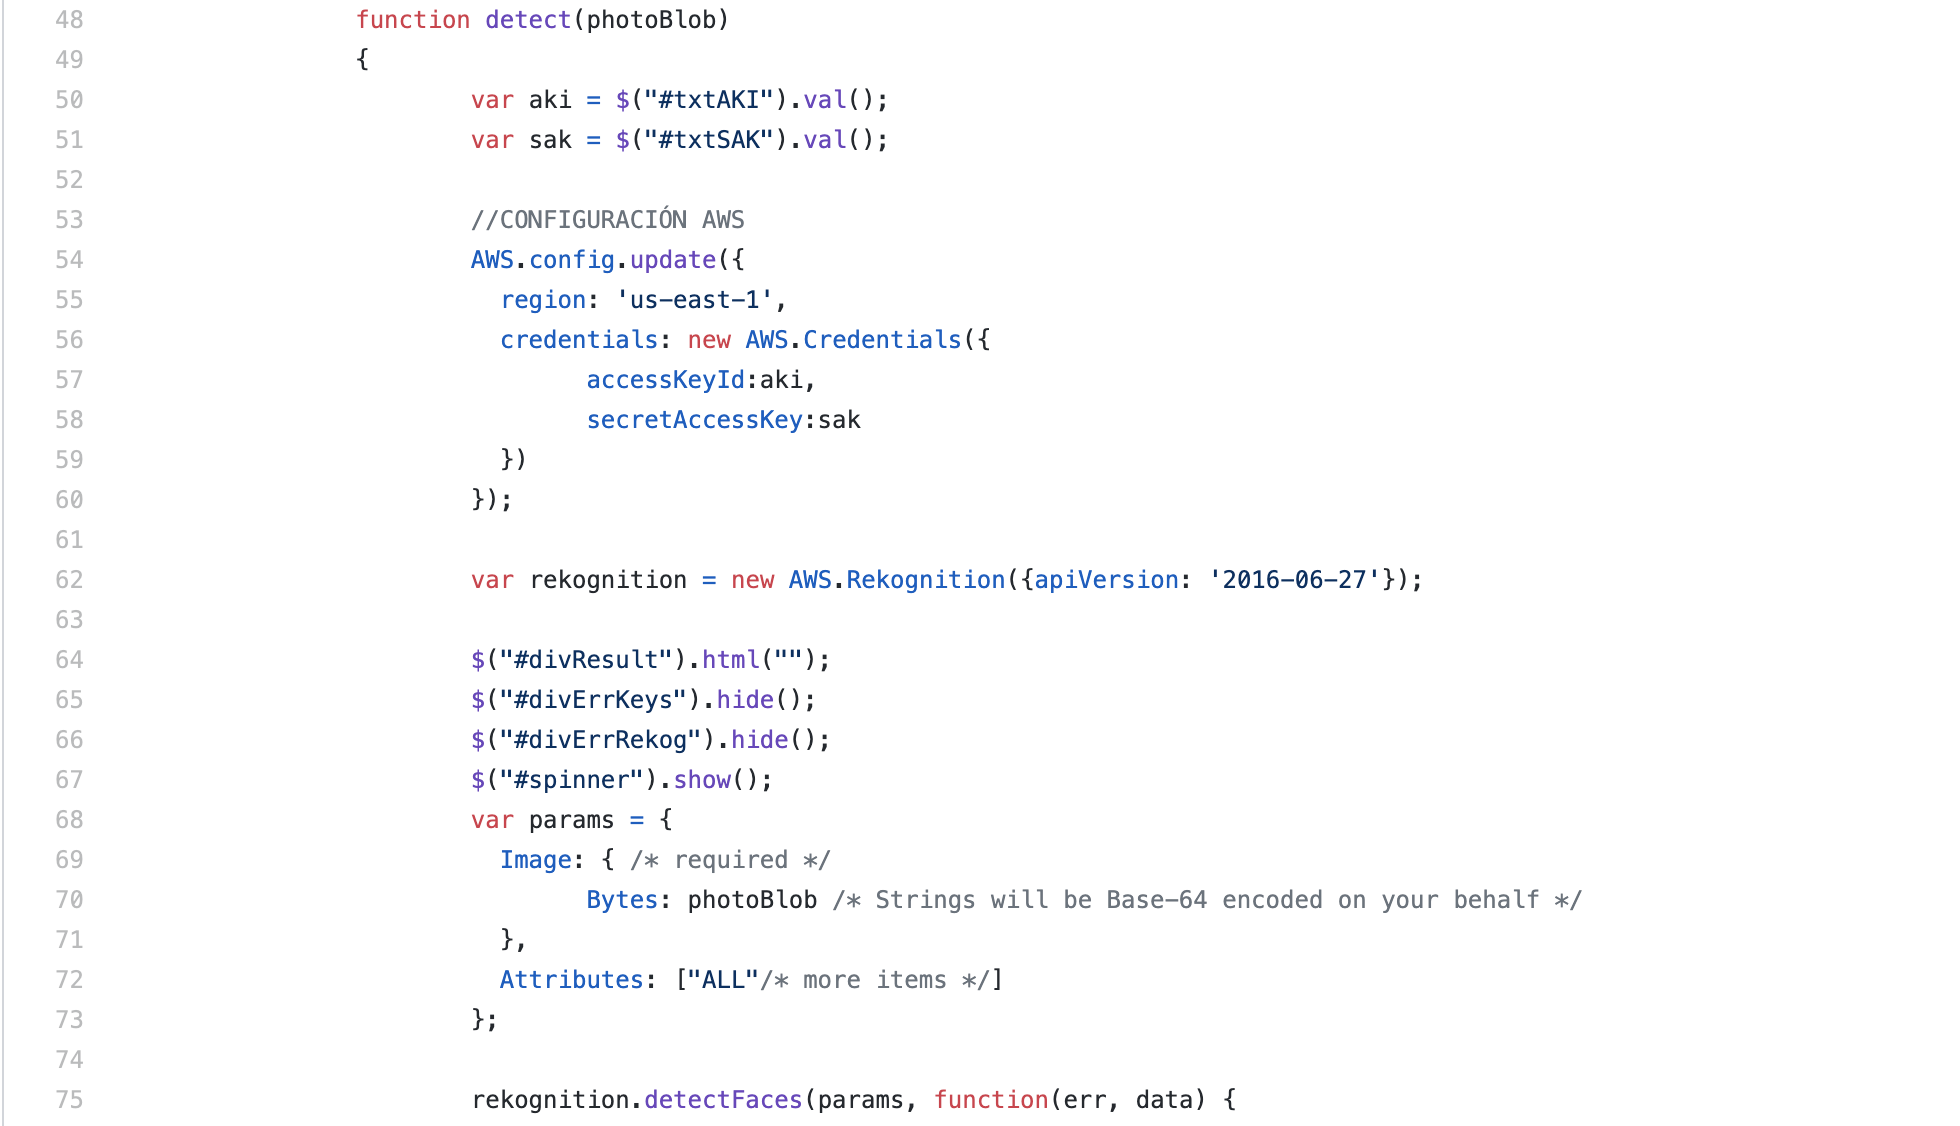 48 function detect(photoBlob)
49 {
50 var aki = $("#txtAKI").val();
51 var sak = $("#txtSAK").val();
52
53 //CONFIGURACIÓN AWS
54 AWS.config.update({
55 region: 'us-east-1',
56 credentials: new AWS.Credentials({
57 accessKeyId:aki,
58 secretAccessKey:sak
59 })
60 });
61
62 var rekognition = new AWS.Rekognition({apiVersion: '2016-06-27'});
63
64 $("#divResult").html("");
65 $("#divErrKeys").hide();
66 $("#divErrRekog").hide();
67 $("#spinner").show();
68 var params = {
69 Image: { /* required */
70 Bytes: photoBlob /* Strings will be Base-64 encoded on your behalf */
71 },
72 Attributes: ["ALL"/* more items */]
73 };
74
75 rekognition.detectFaces(params, function(err, data) {